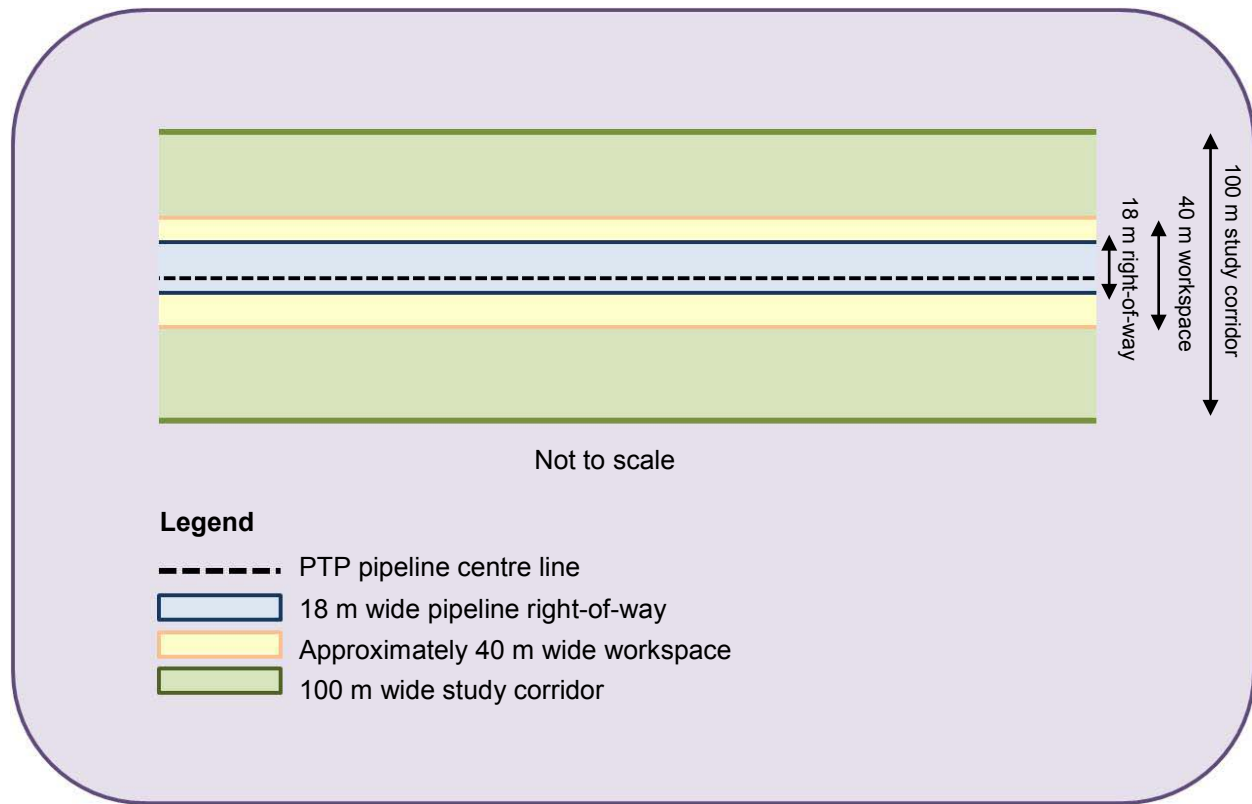 18 m right-of-way
40 m workspace
100 m study corridor
Not to scale
Legend
PTP pipeline centre line
18 m wide pipeline right-of-way
Approximately 40 m wide workspace
100 m wide study corridor